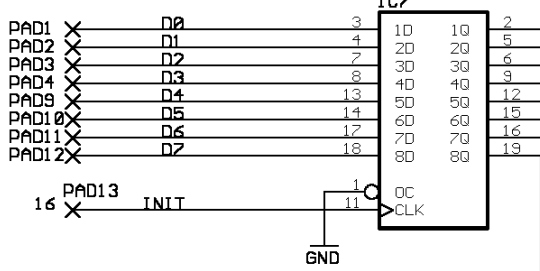 IC7
PAD1 D0 3 1D 1Q 2
PAD2 D1 4 2D 2Q 5
PAD3 D2 7 3D 3Q 6
PAD4 D3 8 4D 4Q 9
PAD9 D4 13 5D 5Q 12
PAD10 D5 14 6D 6Q 15
PAD11 D6 17 7D 7Q 16
PAD12 D7 18 8D 8Q 19
PAD13 1 OC
16 INIT 11 CLK
GND